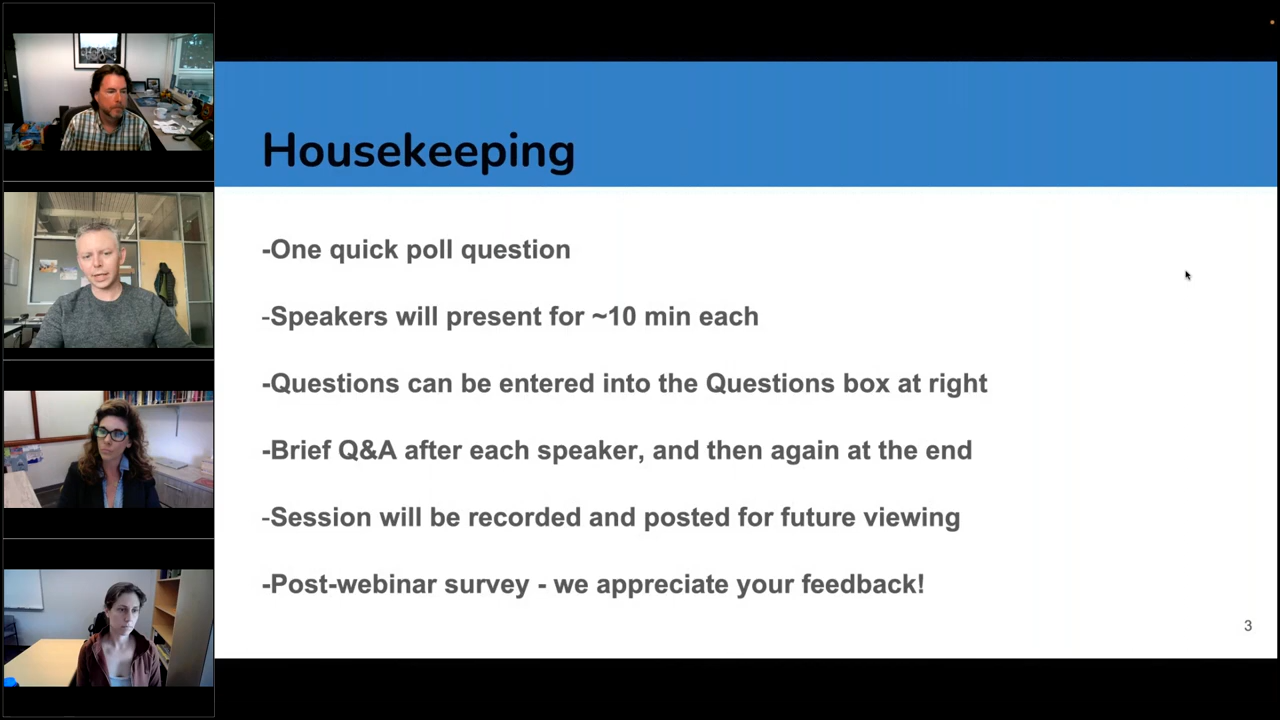 Housekeeping
-One quick poll question
-Speakers will present for ~10 min each
-Questions can be entered into the Questions box at right
-Brief Q&A after each speaker, and then again at the end
-Session will be recorded and posted for future viewing
-Post-webinar survey - we appreciate your feedback!
3